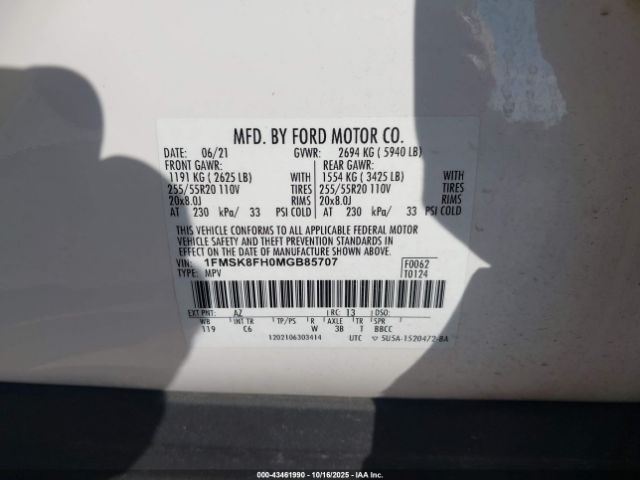 MFD. BY FORD MOTOR CO.
DATE: 06/21 GVWR: 2694 KG ( 5940 LB)
FRONT GAWR: REAR GAWR:
1191 KG ( 2625 LB) WITH 1554 KG ( 3425 LB) WITH
255/55R20 110V TIRES 255/55R20 110V TIRES
20x8.0J RIMS 20x8.0J RIMS
AT 230 kPa/ 33 PSI COLD AT 230 kPa/ 33 PSI COLD
THIS VEHICLE CONFORMS TO ALL APPLICABLE FEDERAL MOTOR
VEHICLE SAFETY AND THEFT PREVENTION STANDARDS IN
EFFECT ON THE DATE OF MANUFACTURE SHOWN ABOVE.
VIN: 1FMSK8FH0MGB85707 F0062
TYPE: MPV T0124
EXT PNT: AZ RC: 13 DSO:
WB INT TR TP/PS R AXLE TR SPR
119 C6 W 3B T BBCC
1202106303414 UTC ▽ 5U5A-1520472-BA
000-43461990 - 10/16/2025 - IAAI.COM